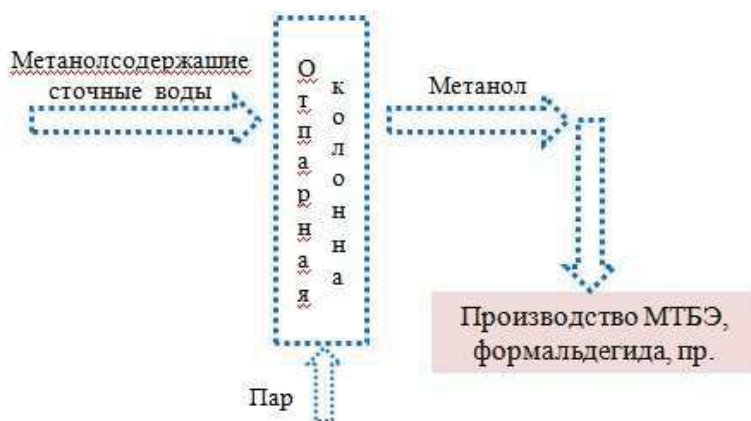 Метанолсодержашие
сточные воды
Отпарная
колонна
Метанол
Производство МТБЭ,
формальдегида, пр.
Пар